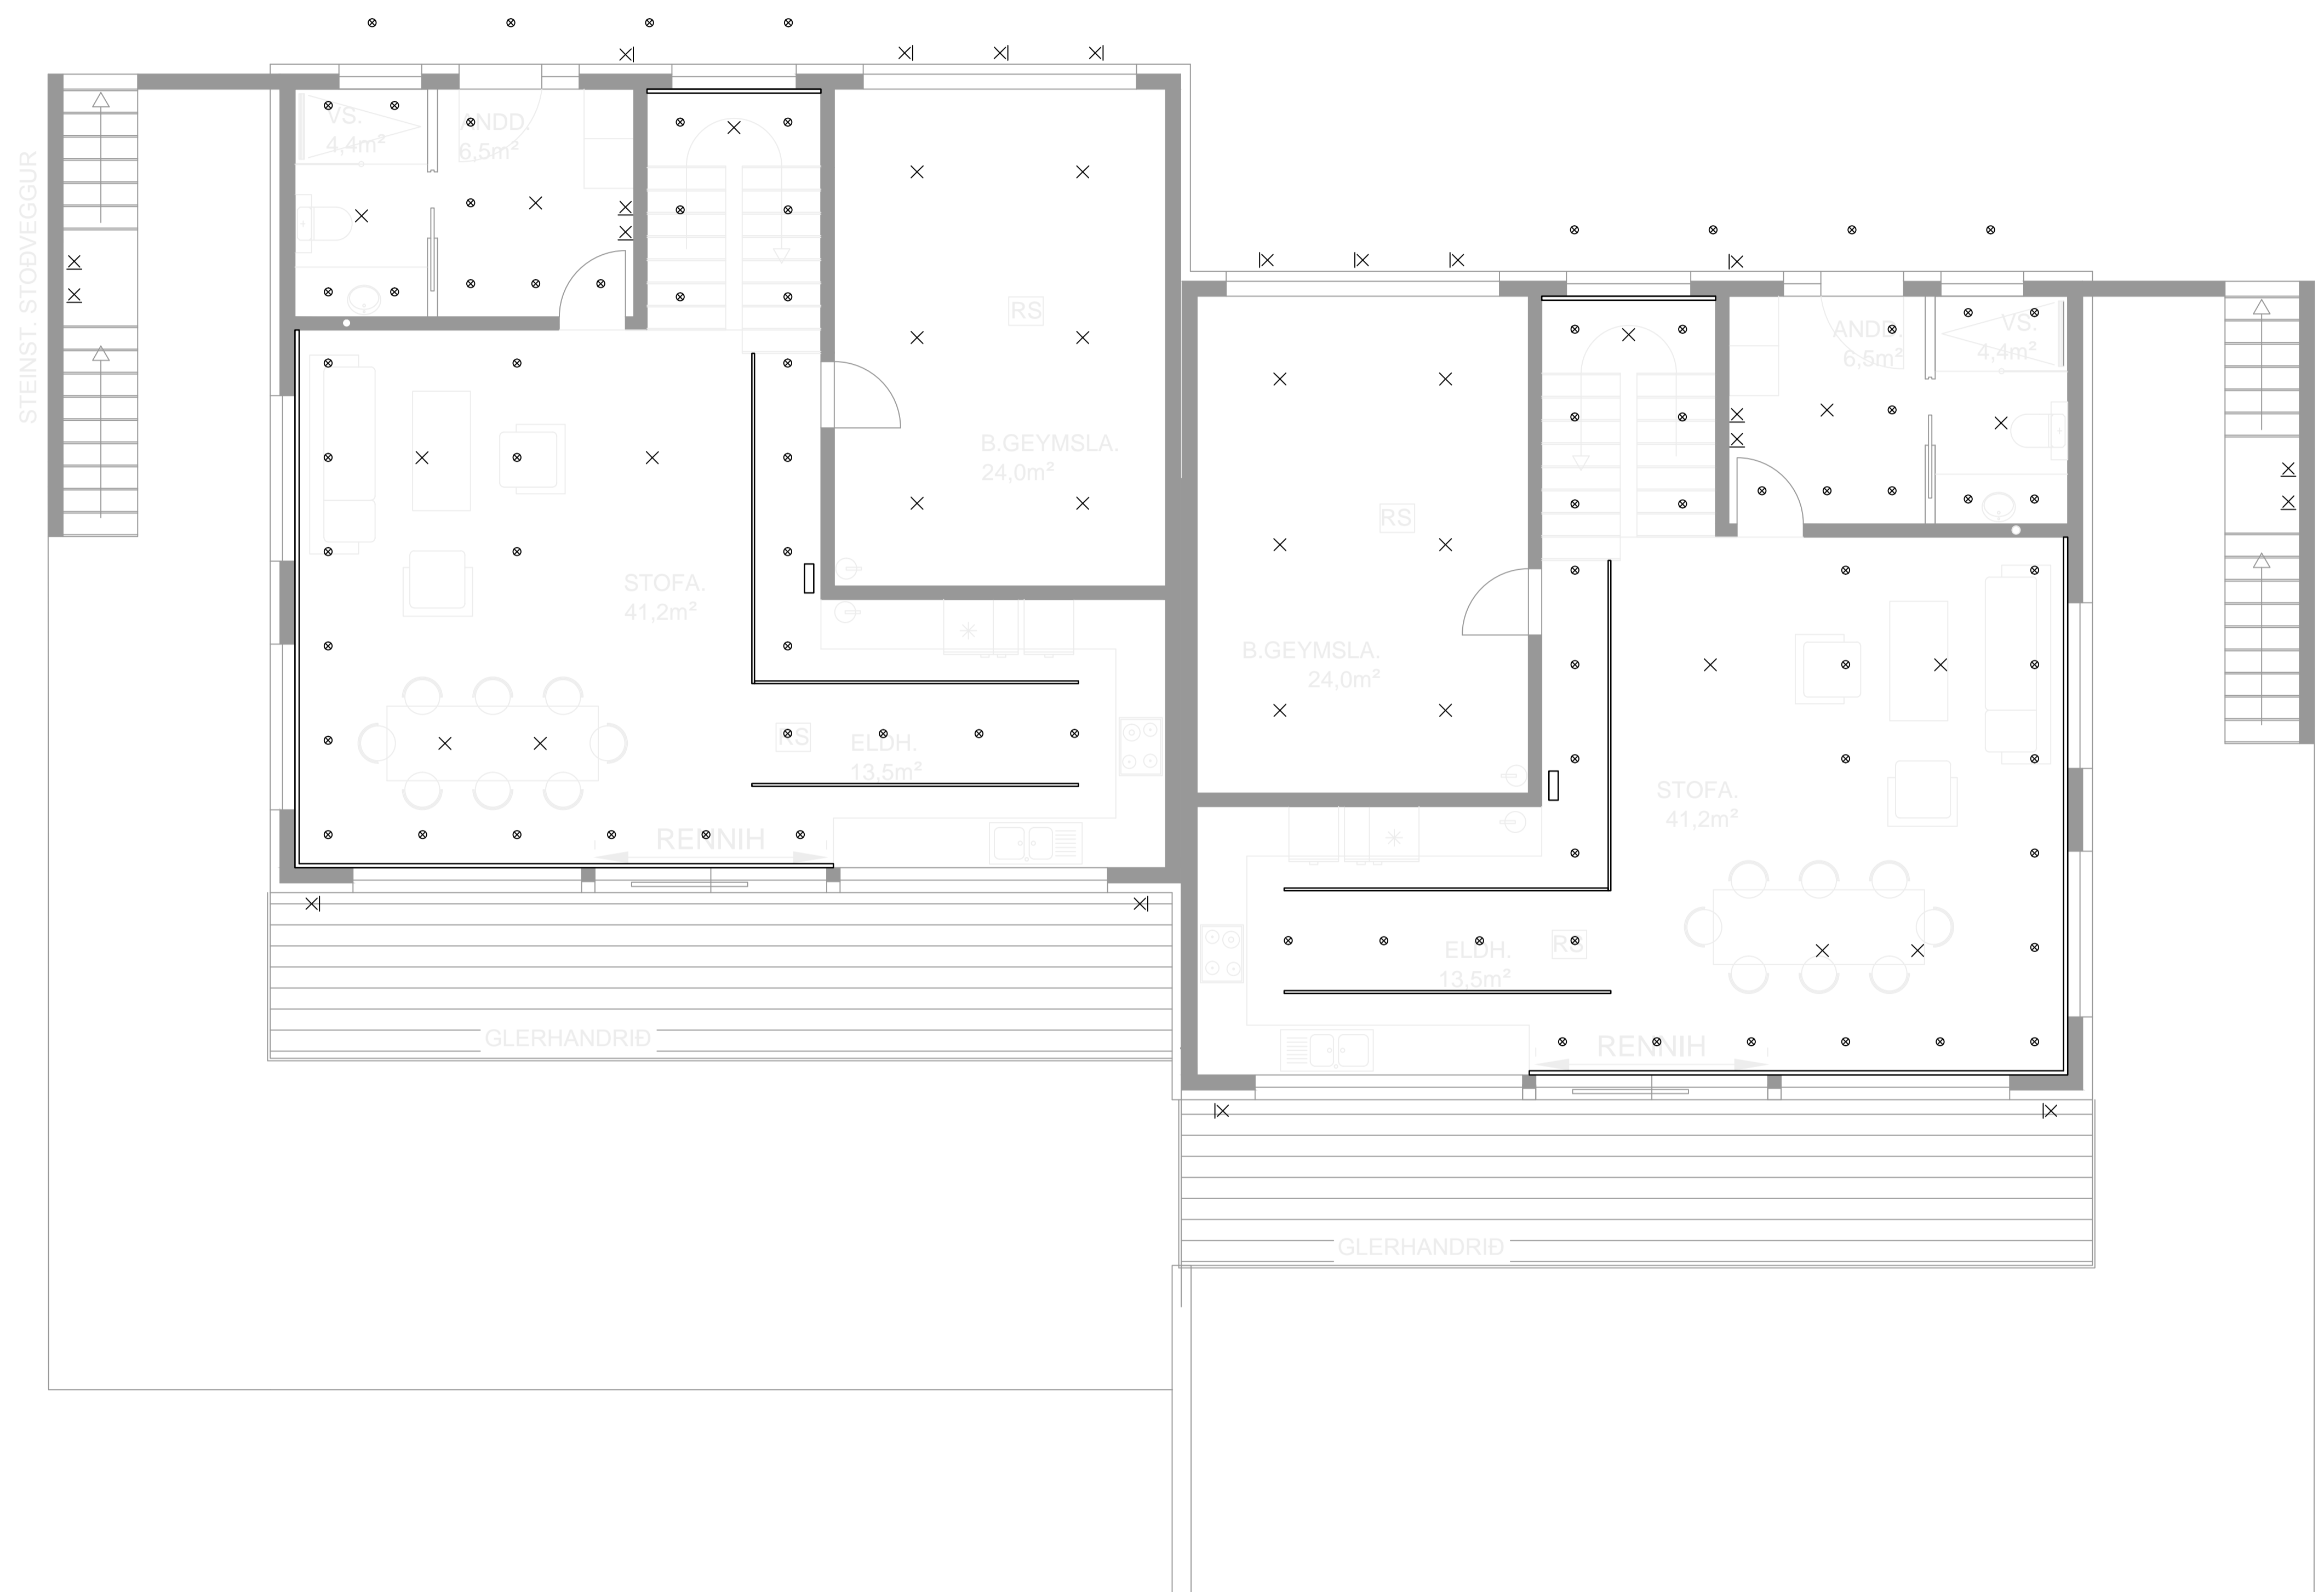 STEINST. STOÐVEGGUR
VS.
4,4m²
ANDD.
6,5m²
RS
B.GEYMSLA.
24,0m²
STOFA.
41,2m²
RS
ELDH.
13,5m²
RENNIH
GLERHANDRIÐ
ANDD.
6,5m²
VS.
4,4m²
RS
B.GEYMSLA.
24,0m²
STOFA.
41,2m²
ELDH.
13,5m²
RS
RENNIH
GLERHANDRIÐ